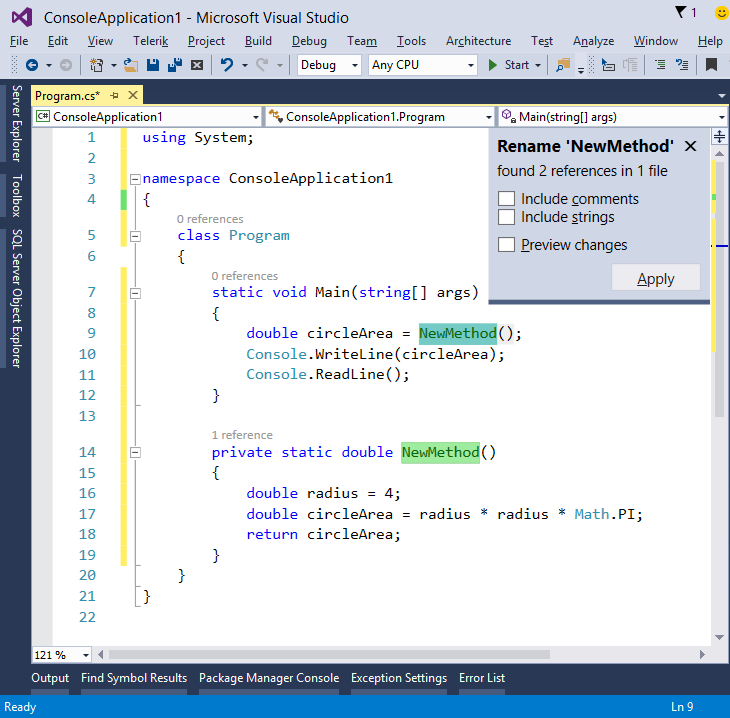 ConsoleApplication1 - Microsoft Visual Studio
1
File Edit View Telerik Project Build Debug Team Tools Architecture Test Analyze Window Help
Debug Any CPU Start
Server Explorer
Toolbox
SQL Server Object Explorer
Program.cs*
C# ConsoleApplication1 ConsoleApplication1.Program Main(string[] args)
Rename 'NewMethod'
found 2 references in 1 file
Include comments
Include strings
Preview changes
Apply
1 using System;
2
3 namespace ConsoleApplication1
4 {
0 references
5 class Program
6 {
0 references
7 static void Main(string[] args)
8 {
9 double circleArea = NewMethod();
10 Console.WriteLine(circleArea);
11 Console.ReadLine();
12 }
13
1 reference
14 private static double NewMethod()
15 {
16 double radius = 4;
17 double circleArea = radius * radius * Math.PI;
18 return circleArea;
19 }
20 }
21 }
22
121 %
Output Find Symbol Results Package Manager Console Exception Settings Error List
Ready Ln 9